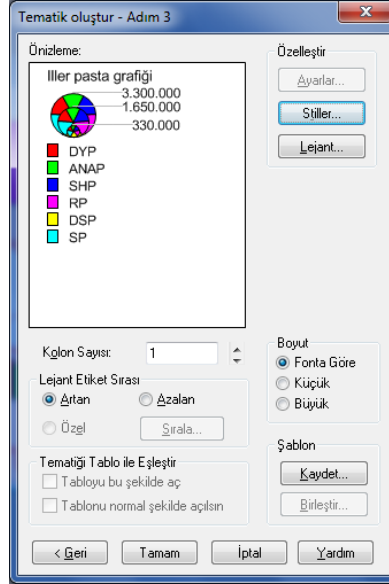 Tematik oluştur - Adım 3
Önizleme:
Iller pasta grafiği
3.300.000
1.650.000
330.000
DYP
ANAP
SHP
RP
DSP
SP
Özelleştir
Ayarlar...
Stiller...
Lejant...
Kolon Sayısı:
1
Lejant Etiket Sırası
Artan
Azalan
Özel
Sırala...
Boyut
Fonta Göre
Küçük
Büyük
Tematiği Tablo ile Eşleştir
Tabloyu bu şekilde aç
Tablonu normal şekilde açılsın
Şablon
Kaydet...
Birleştir...
< Geri
Tamam
İptal
Yardım